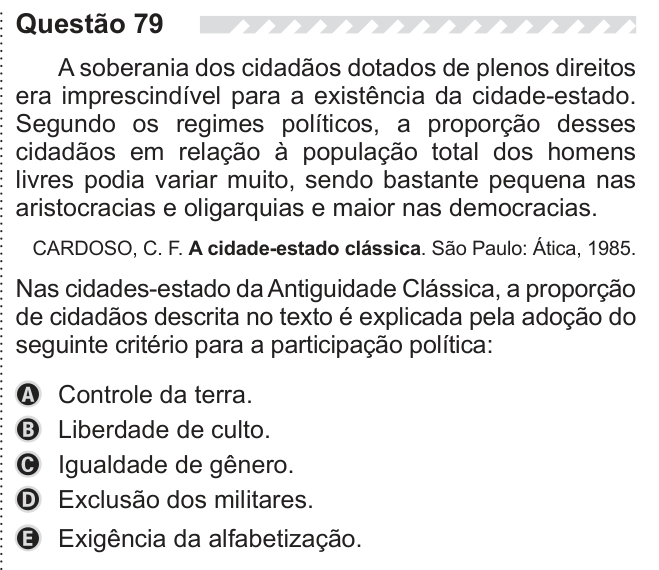 Questão 79
A soberania dos cidadãos dotados de plenos direitos
era imprescindível para a existência da cidade-estado.
Segundo os regimes políticos, a proporção desses
cidadãos em relação à população total dos homens
livres podia variar muito, sendo bastante pequena nas
aristocracias e oligarquias e maior nas democracias.
CARDOSO, C. F. A cidade-estado clássica. São Paulo: Ática, 1985.
Nas cidades-estado da Antiguidade Clássica, a proporção
de cidadãos descrita no texto é explicada pela adoção do
seguinte critério para a participação política:
A Controle da terra.
B Liberdade de culto.
C Igualdade de gênero.
D Exclusão dos militares.
E Exigência da alfabetização.